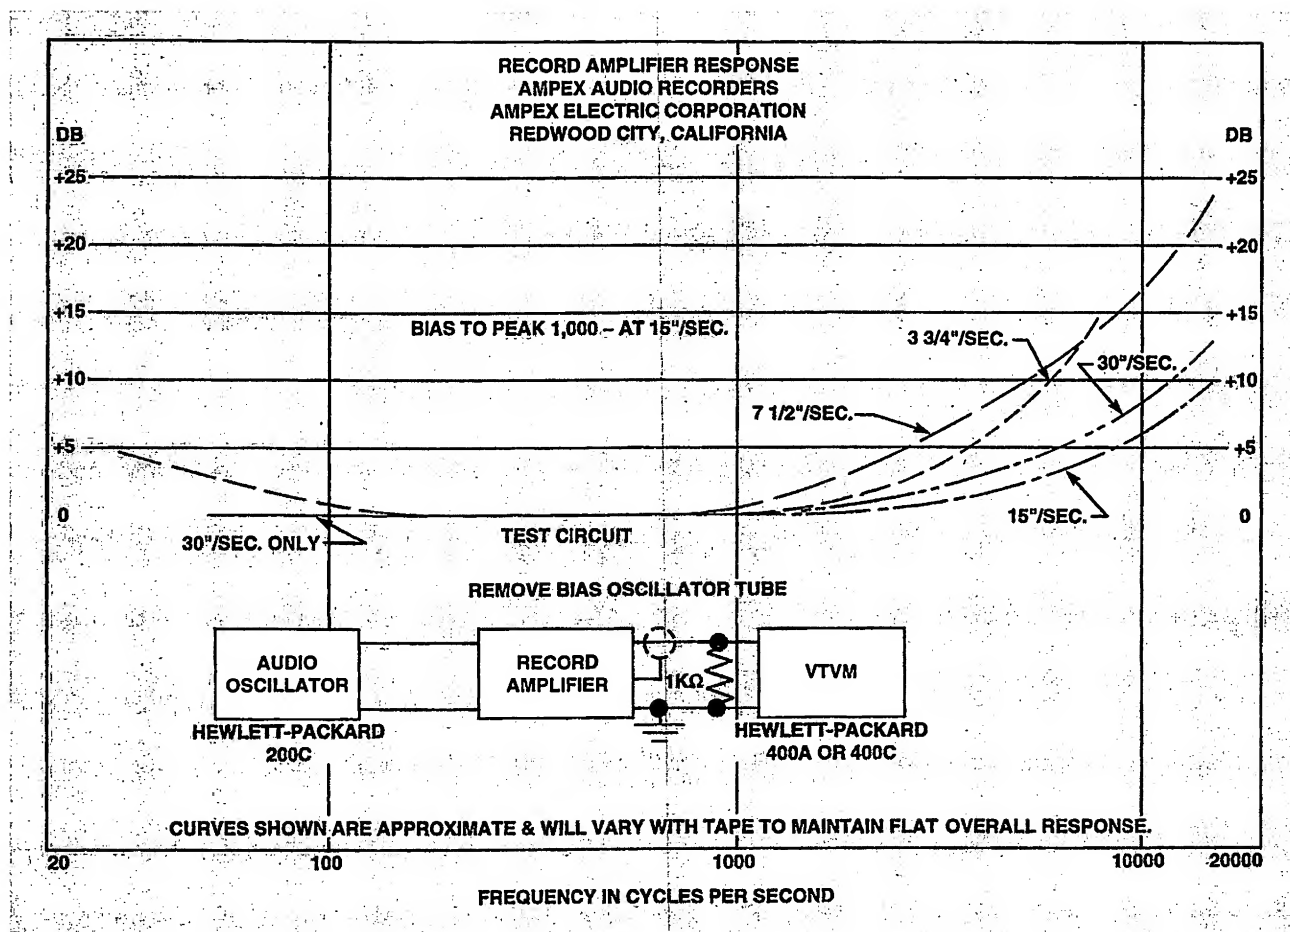 RECORD AMPLIFIER RESPONSE
AMPEX AUDIO RECORDERS
AMPEX ELECTRIC CORPORATION
REDWOOD CITY, CALIFORNIA
DB
DB
+25
+25
+20
+20
+15
+15
BIAS TO PEAK 1,000 ~ AT 15"/SEC.
3 3/4"/SEC.
30"/SEC.
+10
+10
7 1/2"/SEC.
+5
+5
0
15"/SEC.
0
30"/SEC. ONLY
TEST CIRCUIT
REMOVE BIAS OSCILLATOR TUBE
AUDIO
OSCILLATOR
RECORD
AMPLIFIER
1KΩ
VTVM
HEWLETT-PACKARD
200C
HEWLETT-PACKARD
400A OR 400C
CURVES SHOWN ARE APPROXIMATE & WILL VARY WITH TAPE TO MAINTAIN FLAT OVERALL RESPONSE.
20
100
1000
10000
20000
FREQUENCY IN CYCLES PER SECOND